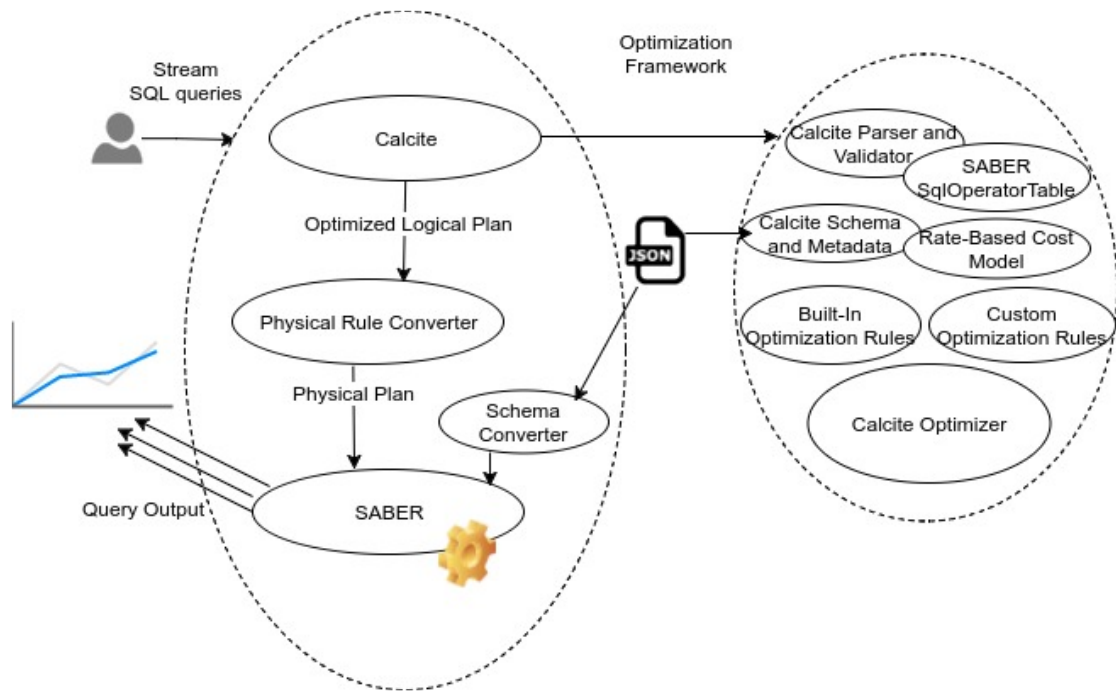 Stream
SQL queries
Optimization
Framework
Calcite
Calcite Parser and
Validator
SABER
SqlOperatorTable
Optimized Logical Plan
JSON
Calcite Schema
and Metadata
Rate-Based Cost
Model
Physical Rule Converter
Built-In
Optimization Rules
Custom
Optimization Rules
Physical Plan
Schema
Converter
Calcite Optimizer
Query Output
SABER